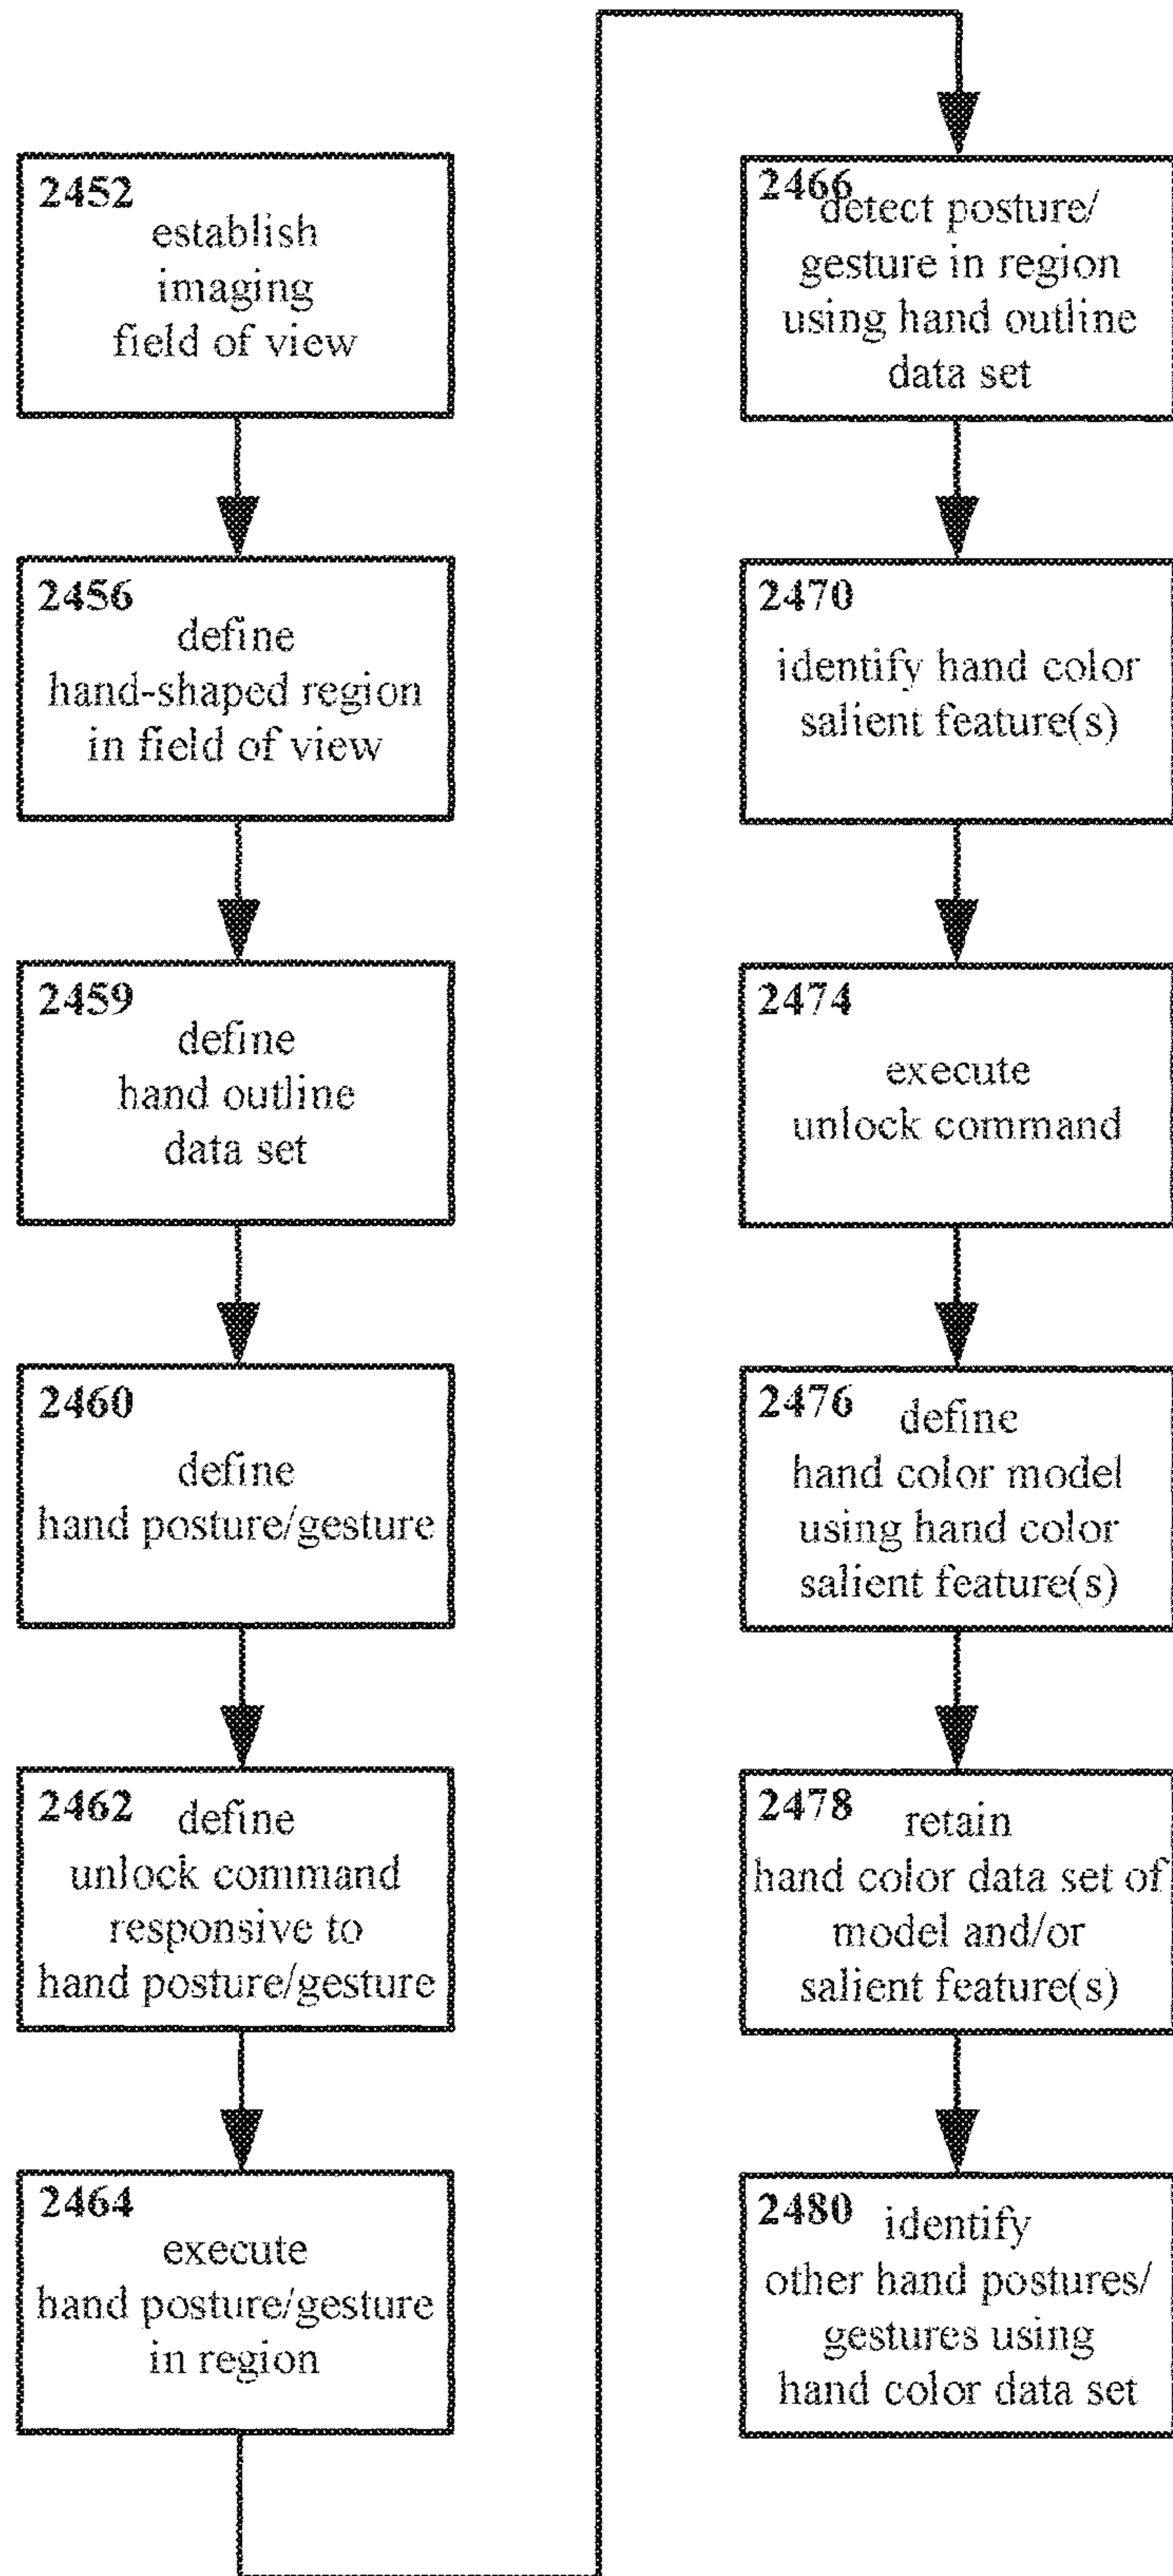 2452
establish
imaging
field of view
2456
define
hand-shaped region
in field of view
2459
define
hand outline
data set
2460
define
hand posture/gesture
2462 define
unlock command
responsive to
hand posture/gesture
2464
execute
hand posture/gesture
in region
2466
detect posture/
gesture in region
using hand outline
data set
2470
identify hand color
salient feature(s)
2474
execute
unlock command
2476 define
hand color model
using hand color
salient feature(s)
2478 retain
hand color data set of
model and/or
salient feature(s)
2480 identify
other hand postures/
gestures using
hand color data set